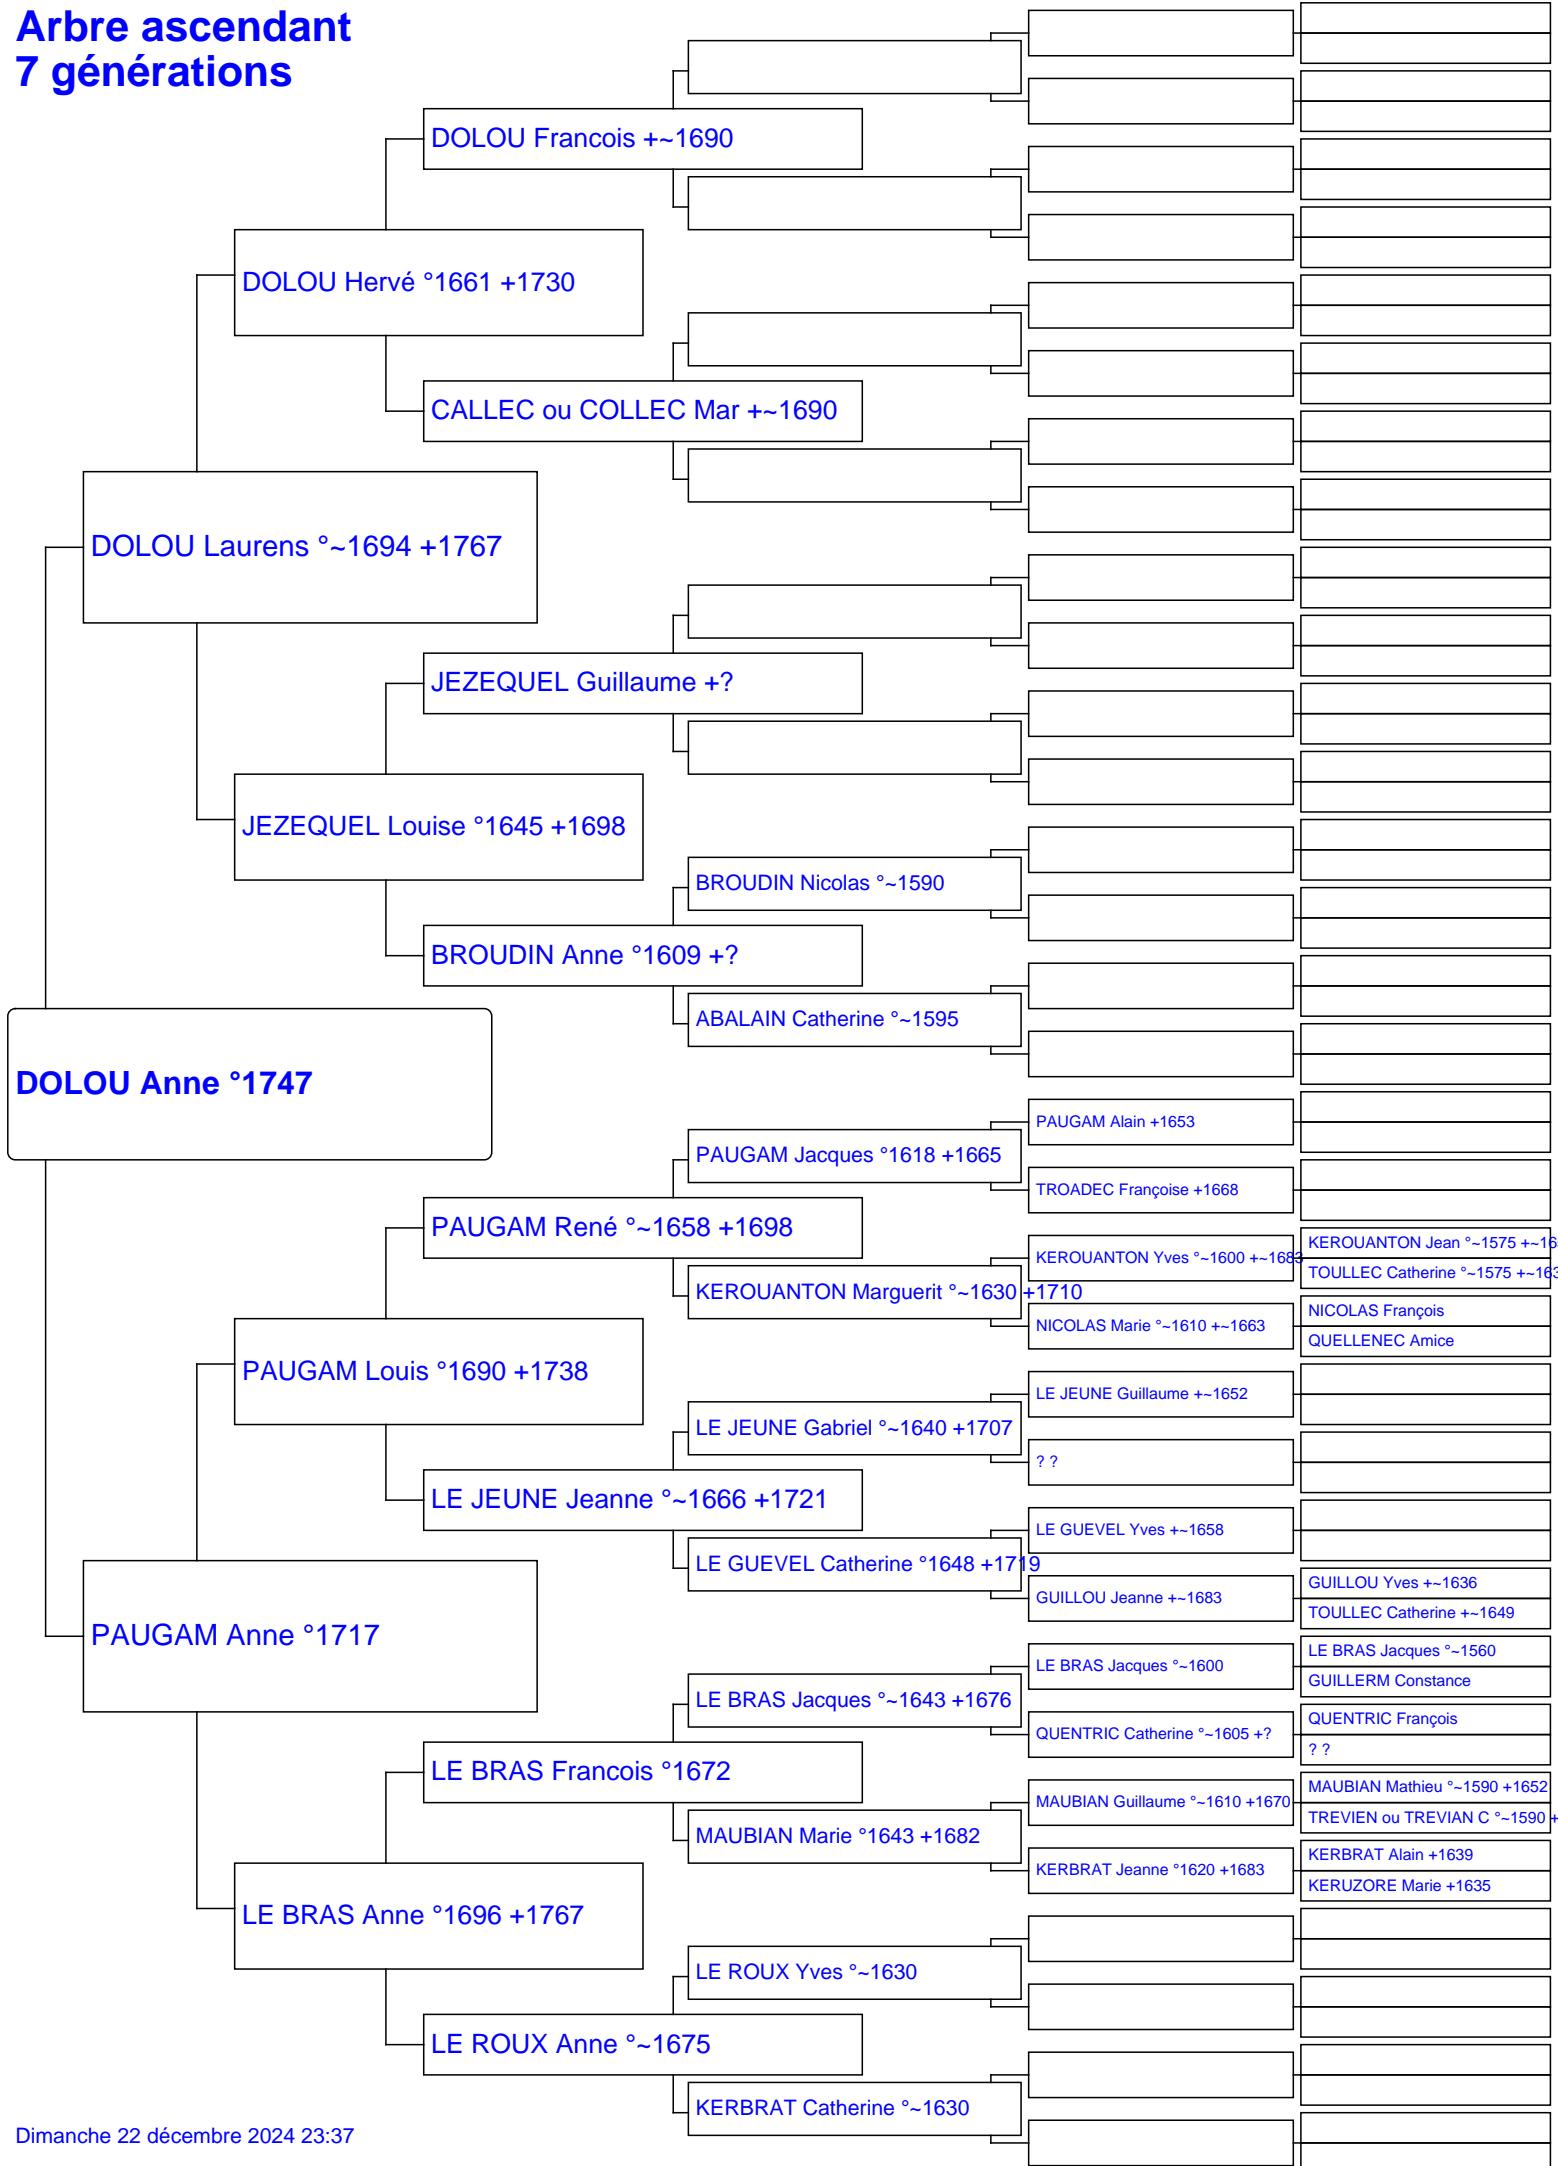 Arbre ascendant
7 générations
DOLOU Francois +~1690
DOLOU Hervé °1661 +1730
CALLEC ou COLLEC Mar +~1690
DOLOU Laurens °~1694 +1767
JEZEQUEL Guillaume +?
JEZEQUEL Louise °1645 +1698
BROUDIN Nicolas °~1590
BROUDIN Anne °1609 +?
ABALAIN Catherine °~1595
DOLOU Anne °1747
PAUGAM Alain +1653
PAUGAM Jacques °1618 +1665
TROADEC Françoise +1668
PAUGAM René °~1658 +1698
KEROUANTON Jean °~1575 +~16
KEROUANTON Yves °~1600 +~1683
TOULLEC Catherine °~1575 +~163
KEROUANTON Marguerit °~1630 +1710
NICOLAS François
NICOLAS Marie °~1610 +~1663
QUELLENEC Amice
PAUGAM Louis °1690 +1738
LE JEUNE Guillaume +~1652
LE JEUNE Gabriel °~1640 +1707
? ?
LE JEUNE Jeanne °~1666 +1721
LE GUEVEL Yves +~1658
LE GUEVEL Catherine °1648 +1719
GUILLOU Yves +~1636
GUILLOU Jeanne +~1683
TOULLEC Catherine +~1649
PAUGAM Anne °1717
LE BRAS Jacques °~1560
LE BRAS Jacques °~1600
GUILLERM Constance
LE BRAS Jacques °~1643 +1676
QUENTRIC François
QUENTRIC Catherine °~1605 +?
? ?
LE BRAS Francois °1672
MAUBIAN Mathieu °~1590 +1652
MAUBIAN Guillaume °~1610 +1670
TREVIEN ou TREVIAN C °~1590 +
MAUBIAN Marie °1643 +1682
KERBRAT Alain +1639
KERBRAT Jeanne °1620 +1683
KERUZORE Marie +1635
LE BRAS Anne °1696 +1767
LE ROUX Yves °~1630
LE ROUX Anne °~1675
KERBRAT Catherine °~1630
Dimanche 22 décembre 2024 23:37